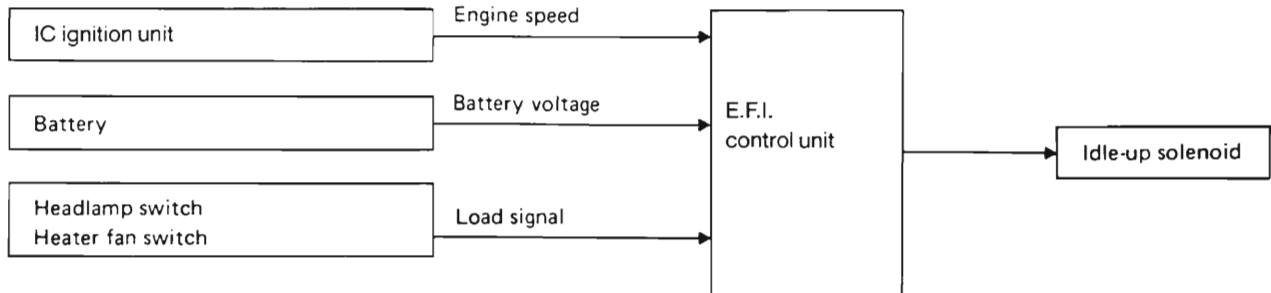 IC ignition unit
Engine speed
Battery
Battery voltage
Headlamp switch
Heater fan switch
Load signal
E.F.I.
control unit
Idle-up solenoid